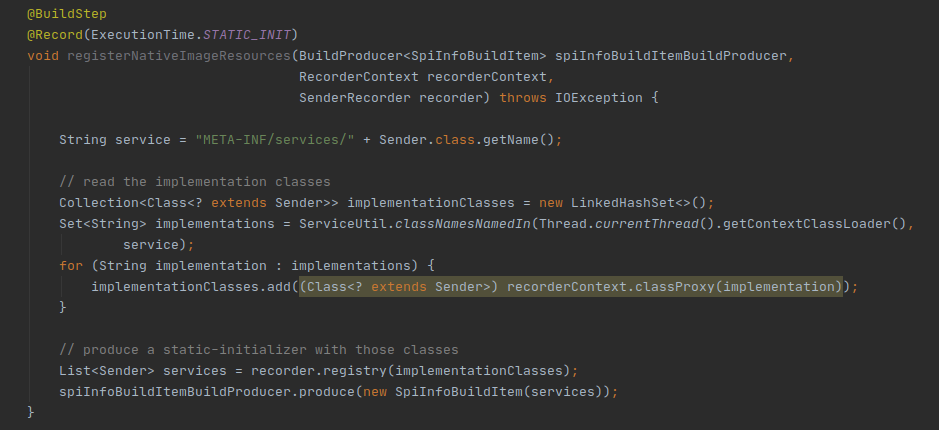 @BuildStep
@Record(ExecutionTime.STATIC_INIT)
void registerNativeImageResources(BuildProducer<SpiInfoBuildItem> spiInfoBuildItemBuildProducer,
                                  RecorderContext recorderContext,
                                  SenderRecorder recorder) throws IOException {

    String service = "META-INF/services/" + Sender.class.getName();

    // read the implementation classes
    Collection<Class<? extends Sender>> implementationClasses = new LinkedHashSet<>();
    Set<String> implementations = ServiceUtil.classNamesNamedIn(Thread.currentThread().getContextClassLoader(),
            service);
    for (String implementation : implementations) {
        implementationClasses.add((Class<? extends Sender>) recorderContext.classProxy(implementation));
    }

    // produce a static-initializer with those classes
    List<Sender> services = recorder.registry(implementationClasses);
    spiInfoBuildItemBuildProducer.produce(new SpiInfoBuildItem(services));
}